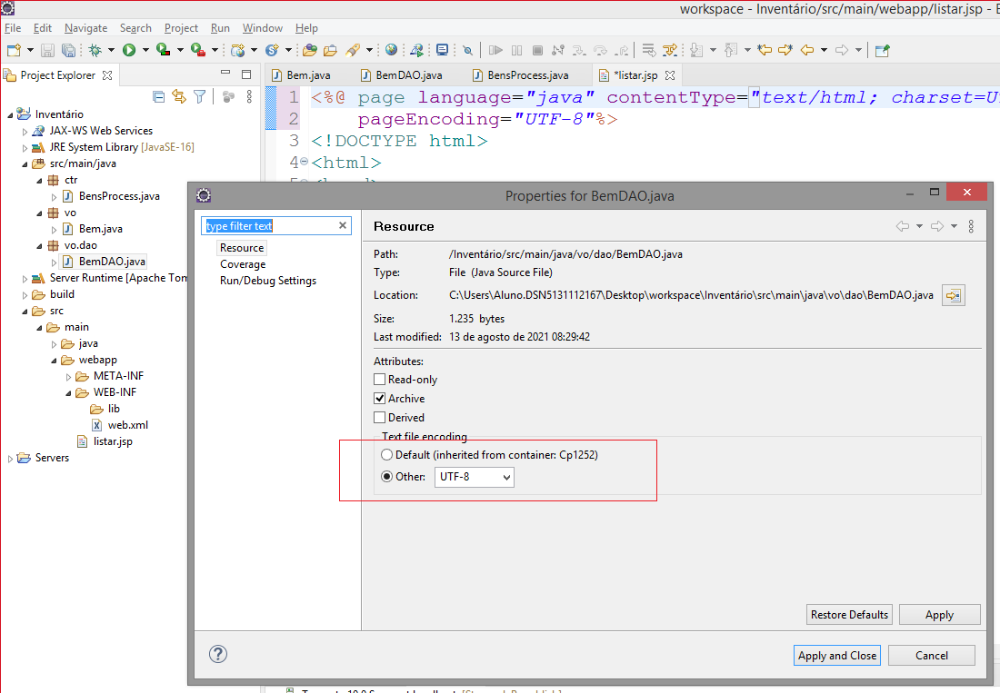 workspace - Inventário/src/main/webapp/listar.jsp - E
File Edit Navigate Search Project Run Window Help
Project Explorer
Bem.java BemDAO.java BensProcess.java *listar.jsp
1 <%@ page language="java" contentType="text/html; charset=U
2 pageEncoding="UTF-8"%>
3 <!DOCTYPE html>
4 <html>
Inventário
JAX-WS Web Services
JRE System Library [JavaSE-16]
src/main/java
ctr
BensProcess.java
vo
Bem.java
vo.dao
BemDAO.java
Server Runtime [Apache Tom
build
src
main
java
webapp
META-INF
WEB-INF
lib
web.xml
listar.jsp
Servers
Properties for BemDAO.java
type filter text
Resource
Coverage
Run/Debug Settings
Resource
Path: /Inventário/src/main/java/vo/dao/BemDAO.java
Type: File (Java Source File)
Location: C:\Users\Aluno.DSN5131112167\Desktop\workspace\Inventário\src\main\java\vo\dao\BemDAO.java
Size: 1.235 bytes
Last modified: 13 de agosto de 2021 08:29:42
Attributes:
Read-only
Archive
Derived
Text file encoding
Default (inherited from container: Cp1252)
Other: UTF-8
Restore Defaults Apply
Apply and Close Cancel